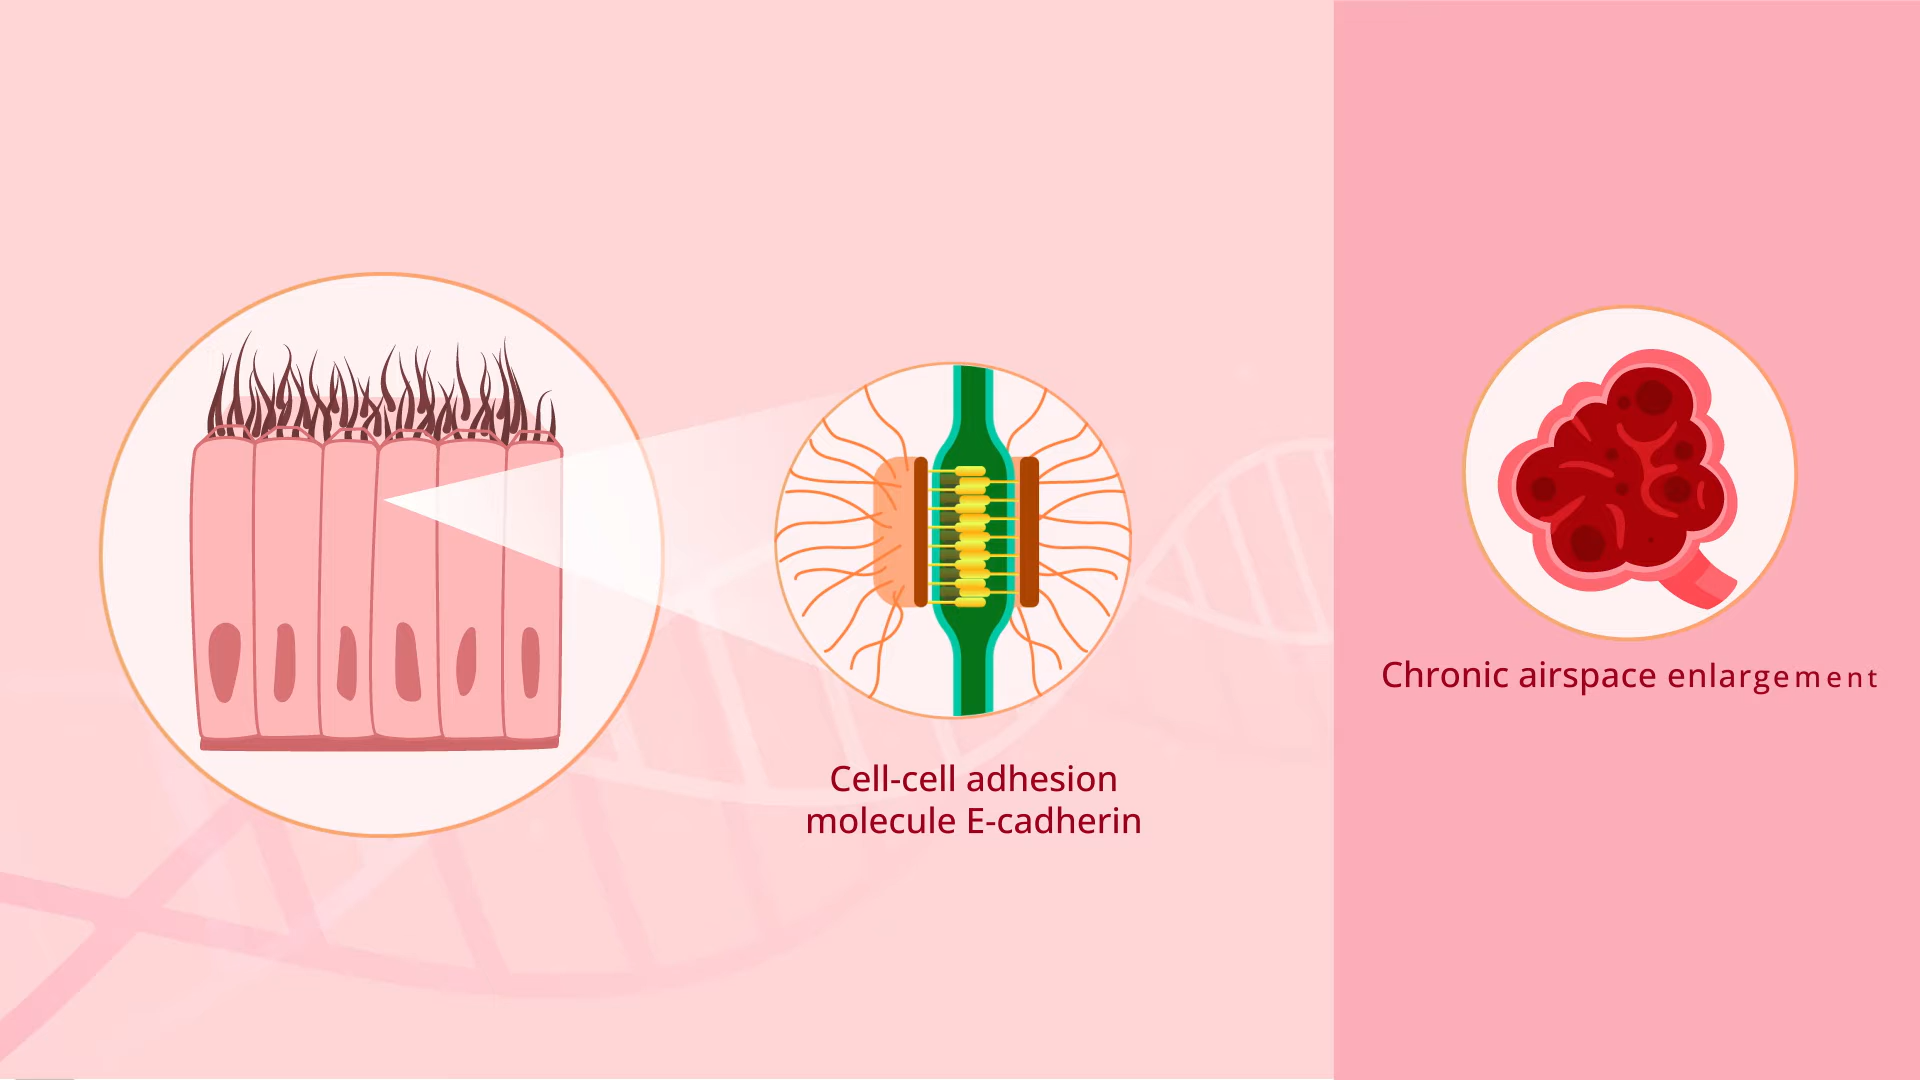 Cell-cell adhesion
molecule E-cadherin
Chronic airspace enlargement